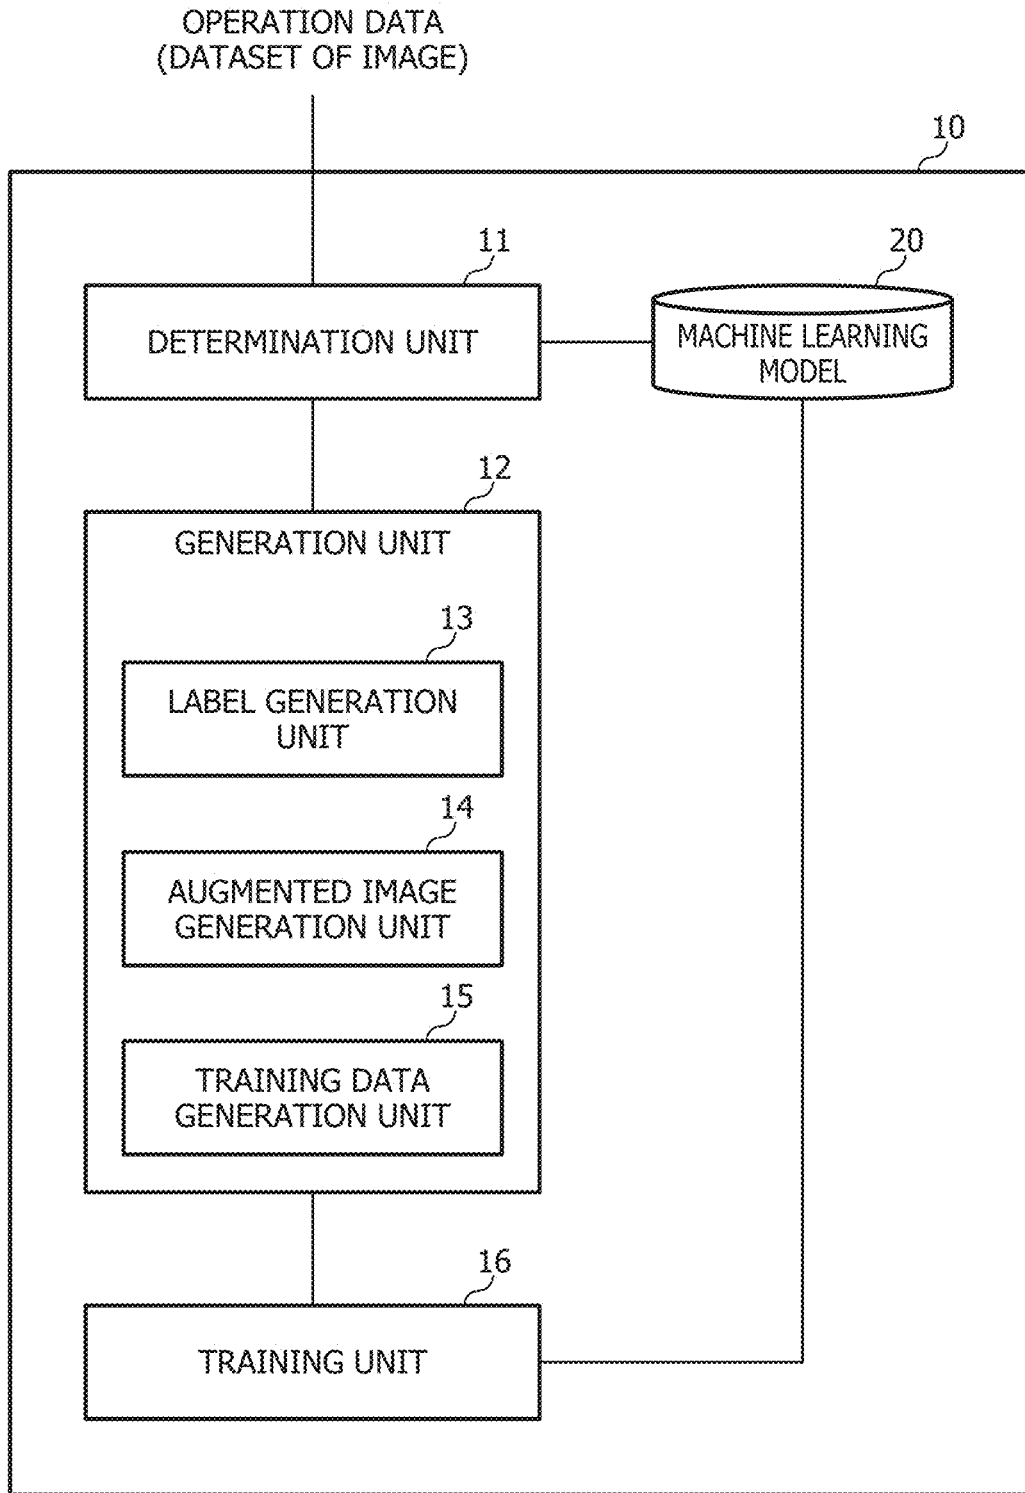 OPERATION DATA
(DATASET OF IMAGE)
10
11
20
DETERMINATION UNIT
MACHINE LEARNING
MODEL
12
GENERATION UNIT
13
LABEL GENERATION
UNIT
14
AUGMENTED IMAGE
GENERATION UNIT
15
TRAINING DATA
GENERATION UNIT
16
TRAINING UNIT